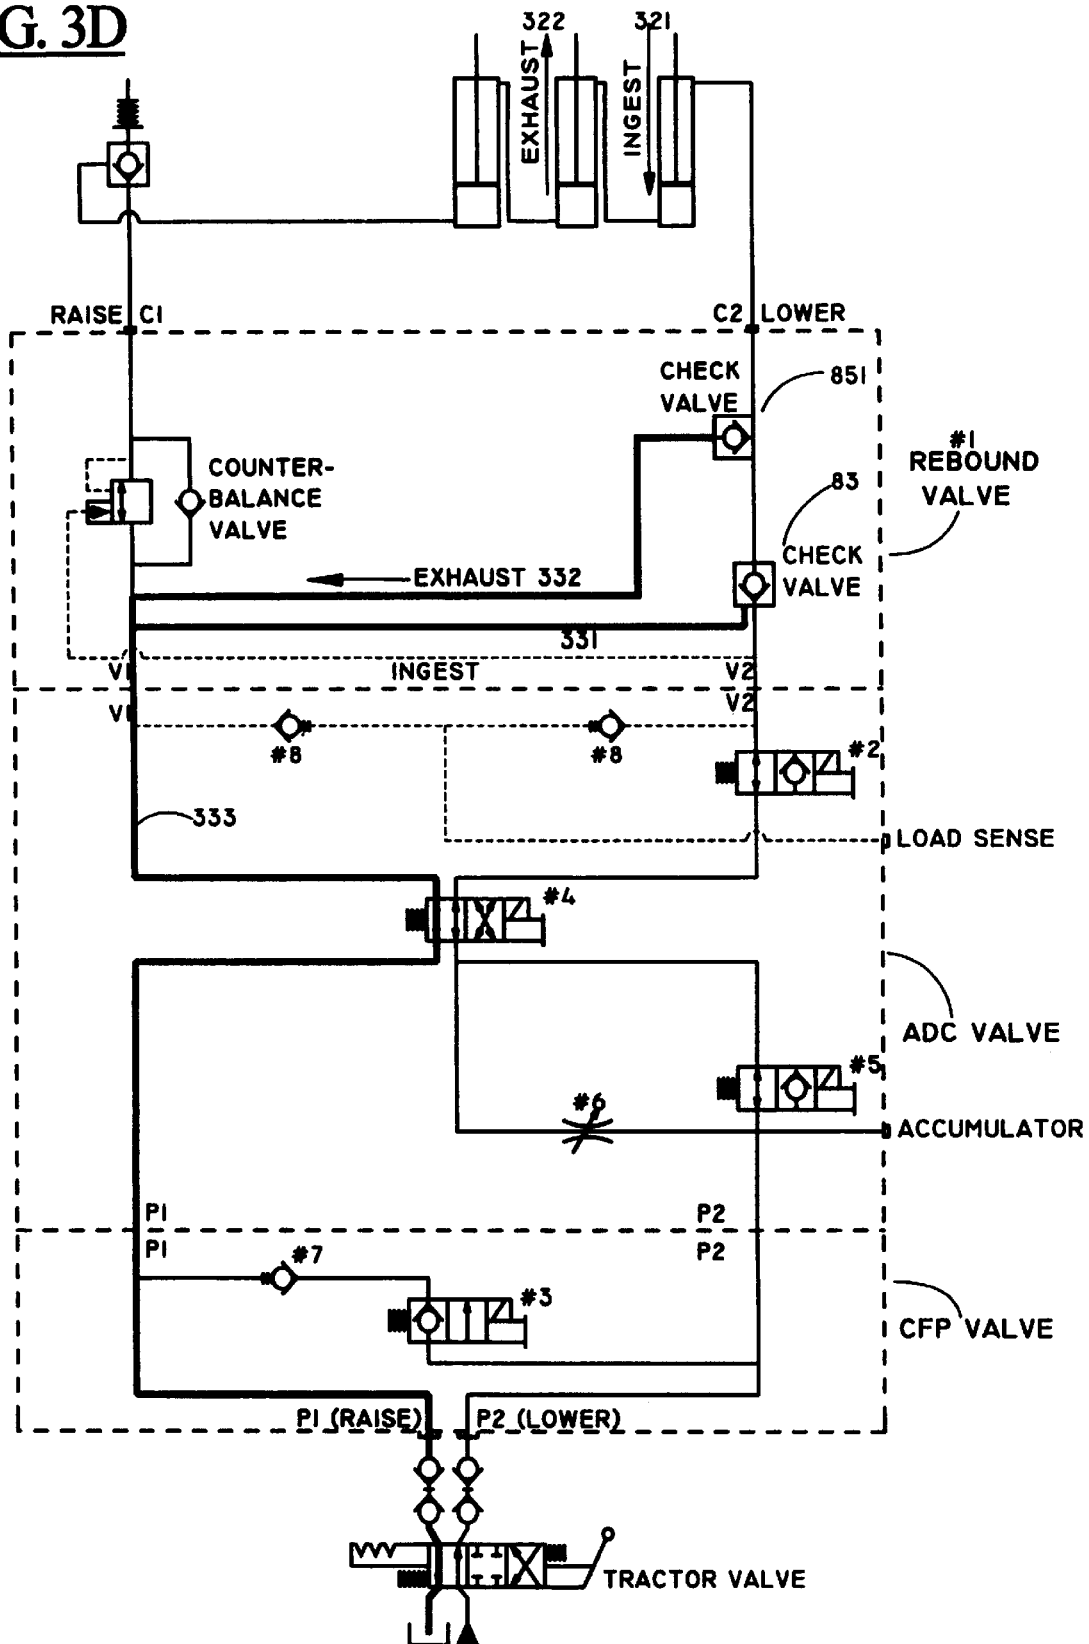 G. 3D
322
321
EXHAUST
INGEST
RAISE C1
C2 LOWER
CHECK
VALVE
851
#1
REBOUND
VALVE
COUNTER-
BALANCE
VALVE
83
CHECK
VALVE
EXHAUST 332
331
V1
INGEST
V2
V1
V2
#8
#8
#2
333
LOAD SENSE
#4
ADC VALVE
#5
#6
ACCUMULATOR
P1
P2
P1
P2
#7
#3
CFP VALVE
P1 (RAISE)
P2 (LOWER)
TRACTOR VALVE